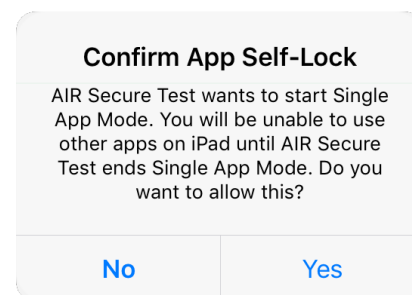 Confirm App Self-Lock
AIR Secure Test wants to start Single
App Mode. You will be unable to use
other apps on iPad until AIR Secure
Test ends Single App Mode. Do you
want to allow this?
No
Yes